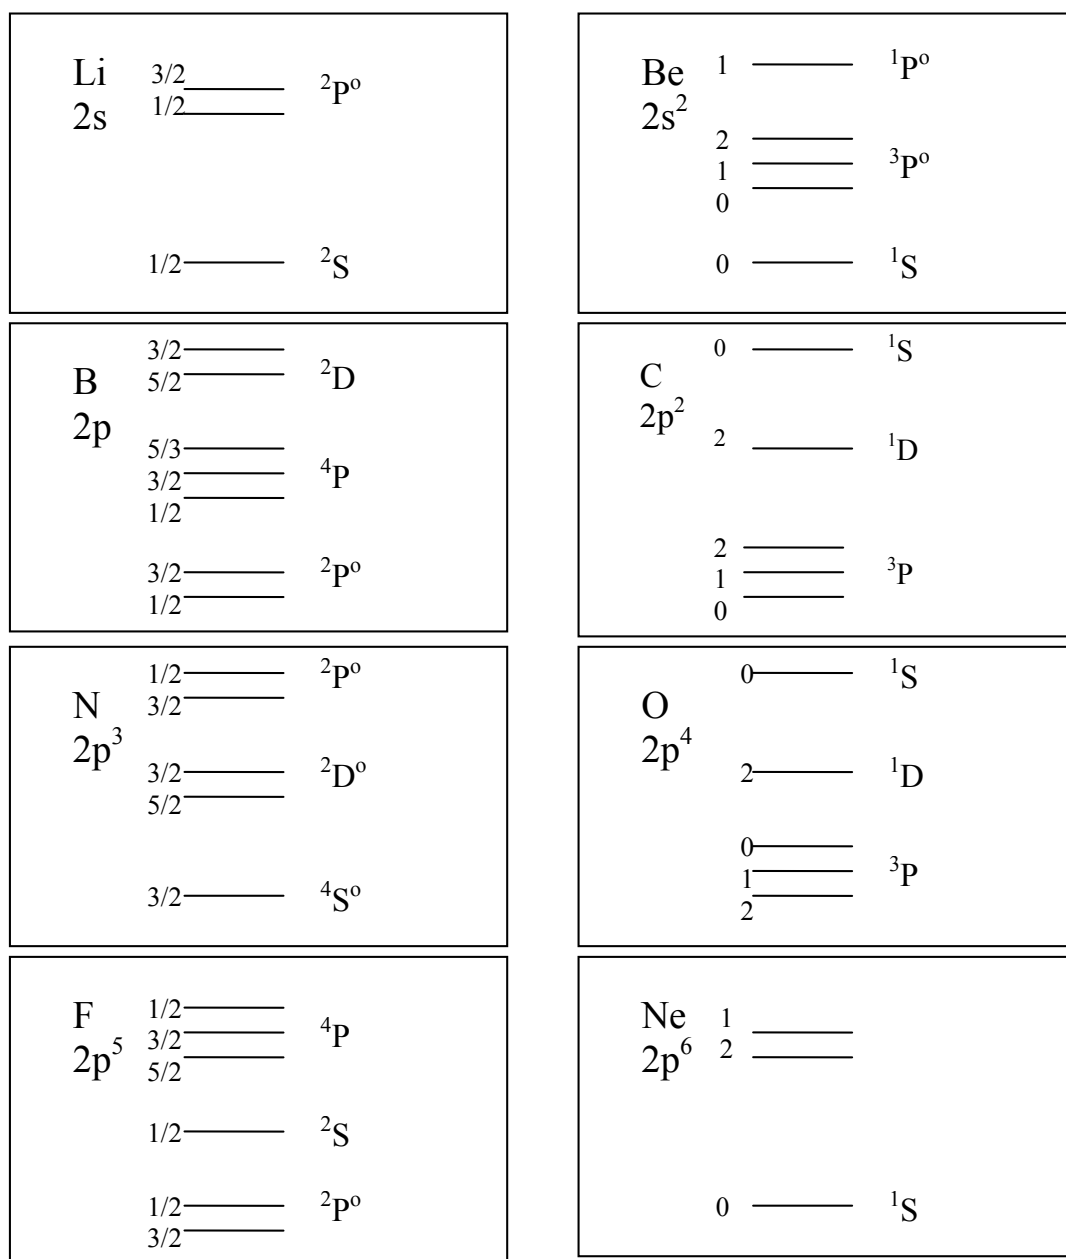 Li
2s
3/2
1/2
²Pᵒ
1/2
²S
Be
2s²
1
¹Pᵒ
2
1
0
³Pᵒ
0
¹S
B
2p
3/2
5/2
²D
5/3
3/2
1/2
⁴P
3/2
1/2
²Pᵒ
C
2p²
0
¹S
2
¹D
2
1
0
³P
N
2p³
1/2
3/2
²Pᵒ
3/2
5/2
²Dᵒ
3/2
⁴Sᵒ
O
2p⁴
0
¹S
2
¹D
0
1
2
³P
F
2p⁵
1/2
3/2
5/2
⁴P
1/2
²S
1/2
3/2
²Pᵒ
Ne
2p⁶
1
2
0
¹S